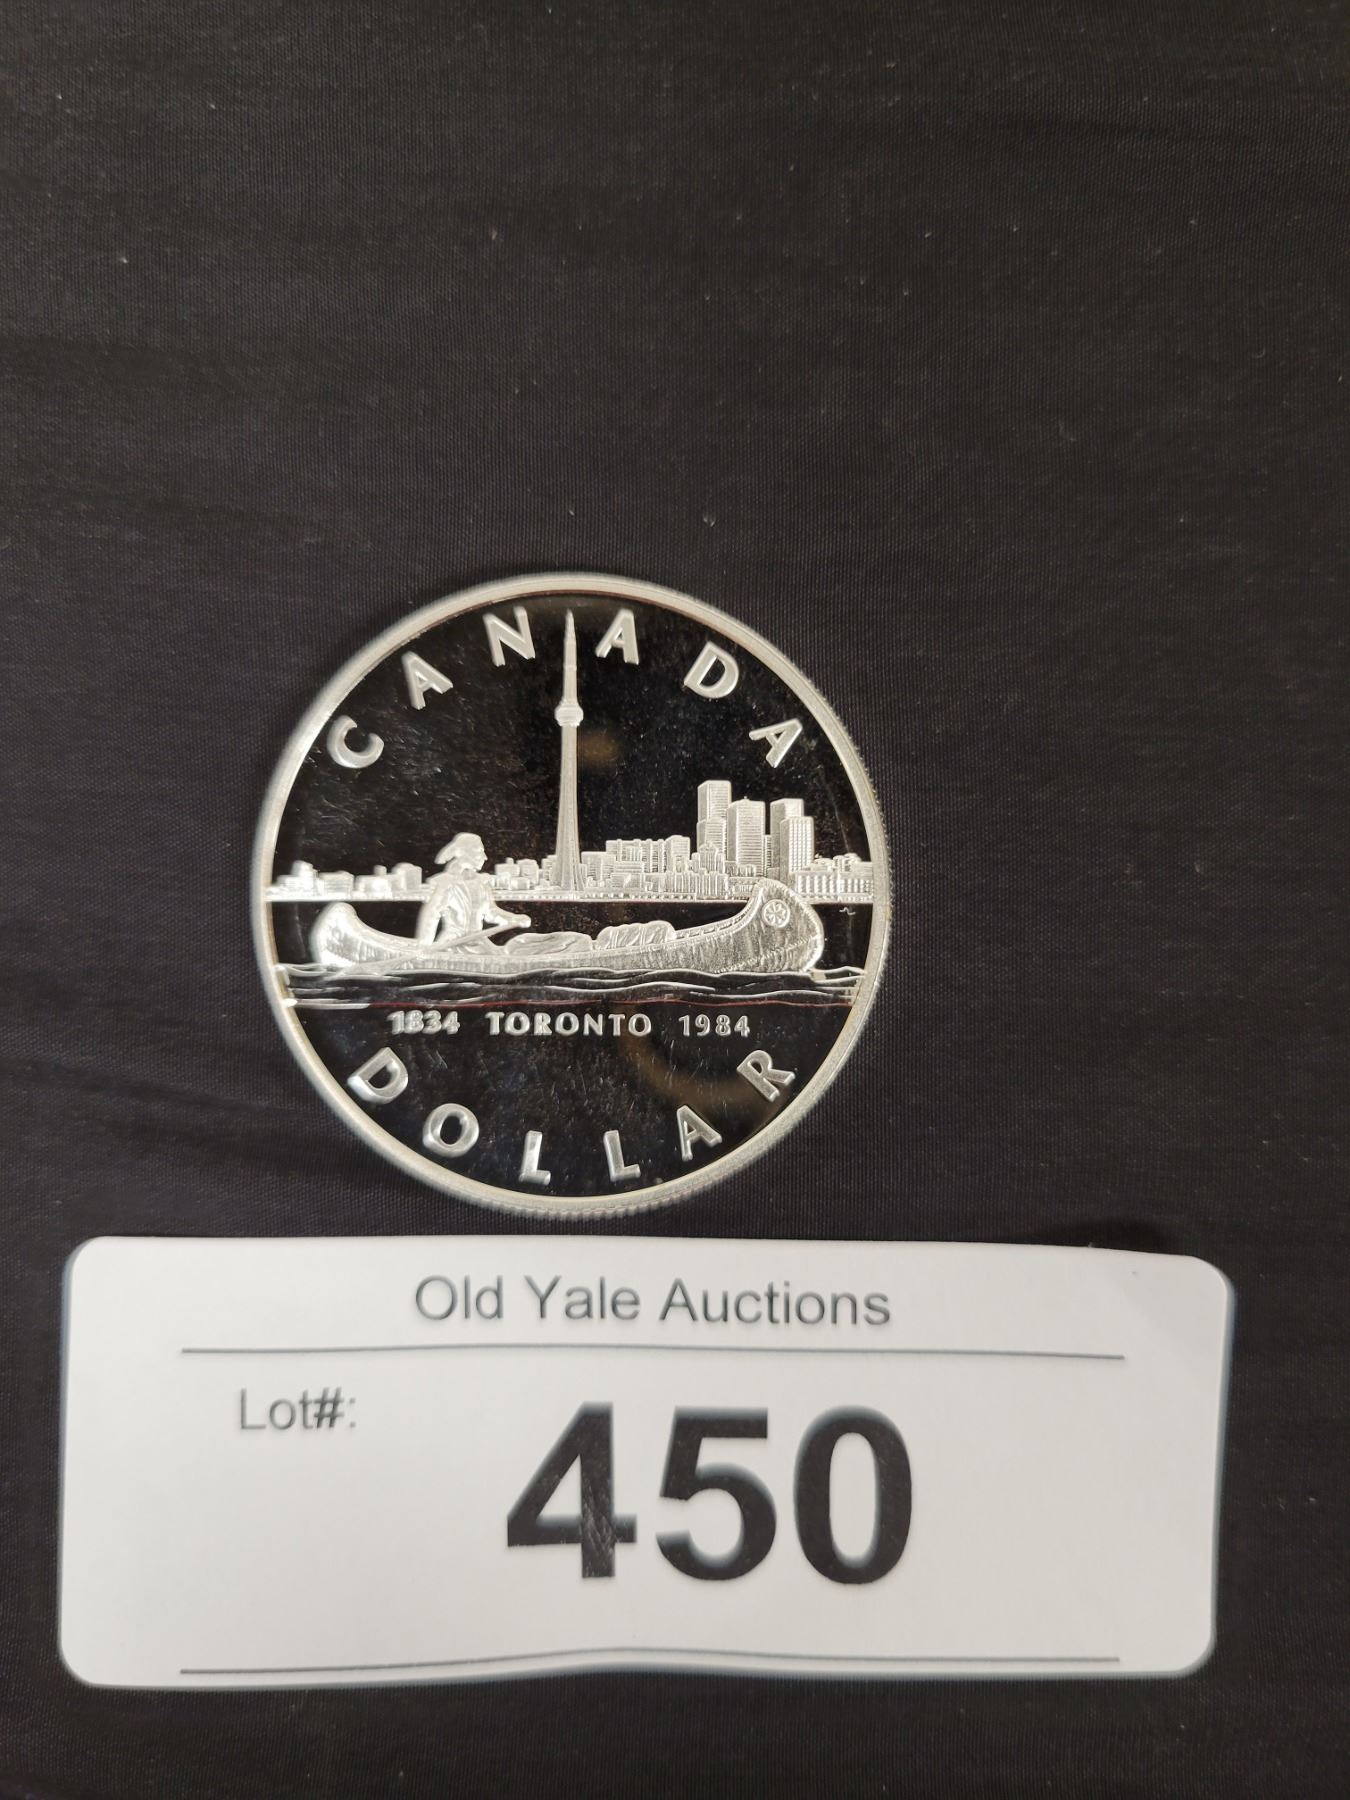 CANADA
1834 TORONTO 1984
DOLLAR
Old Yale Auctions
Lot#:
450